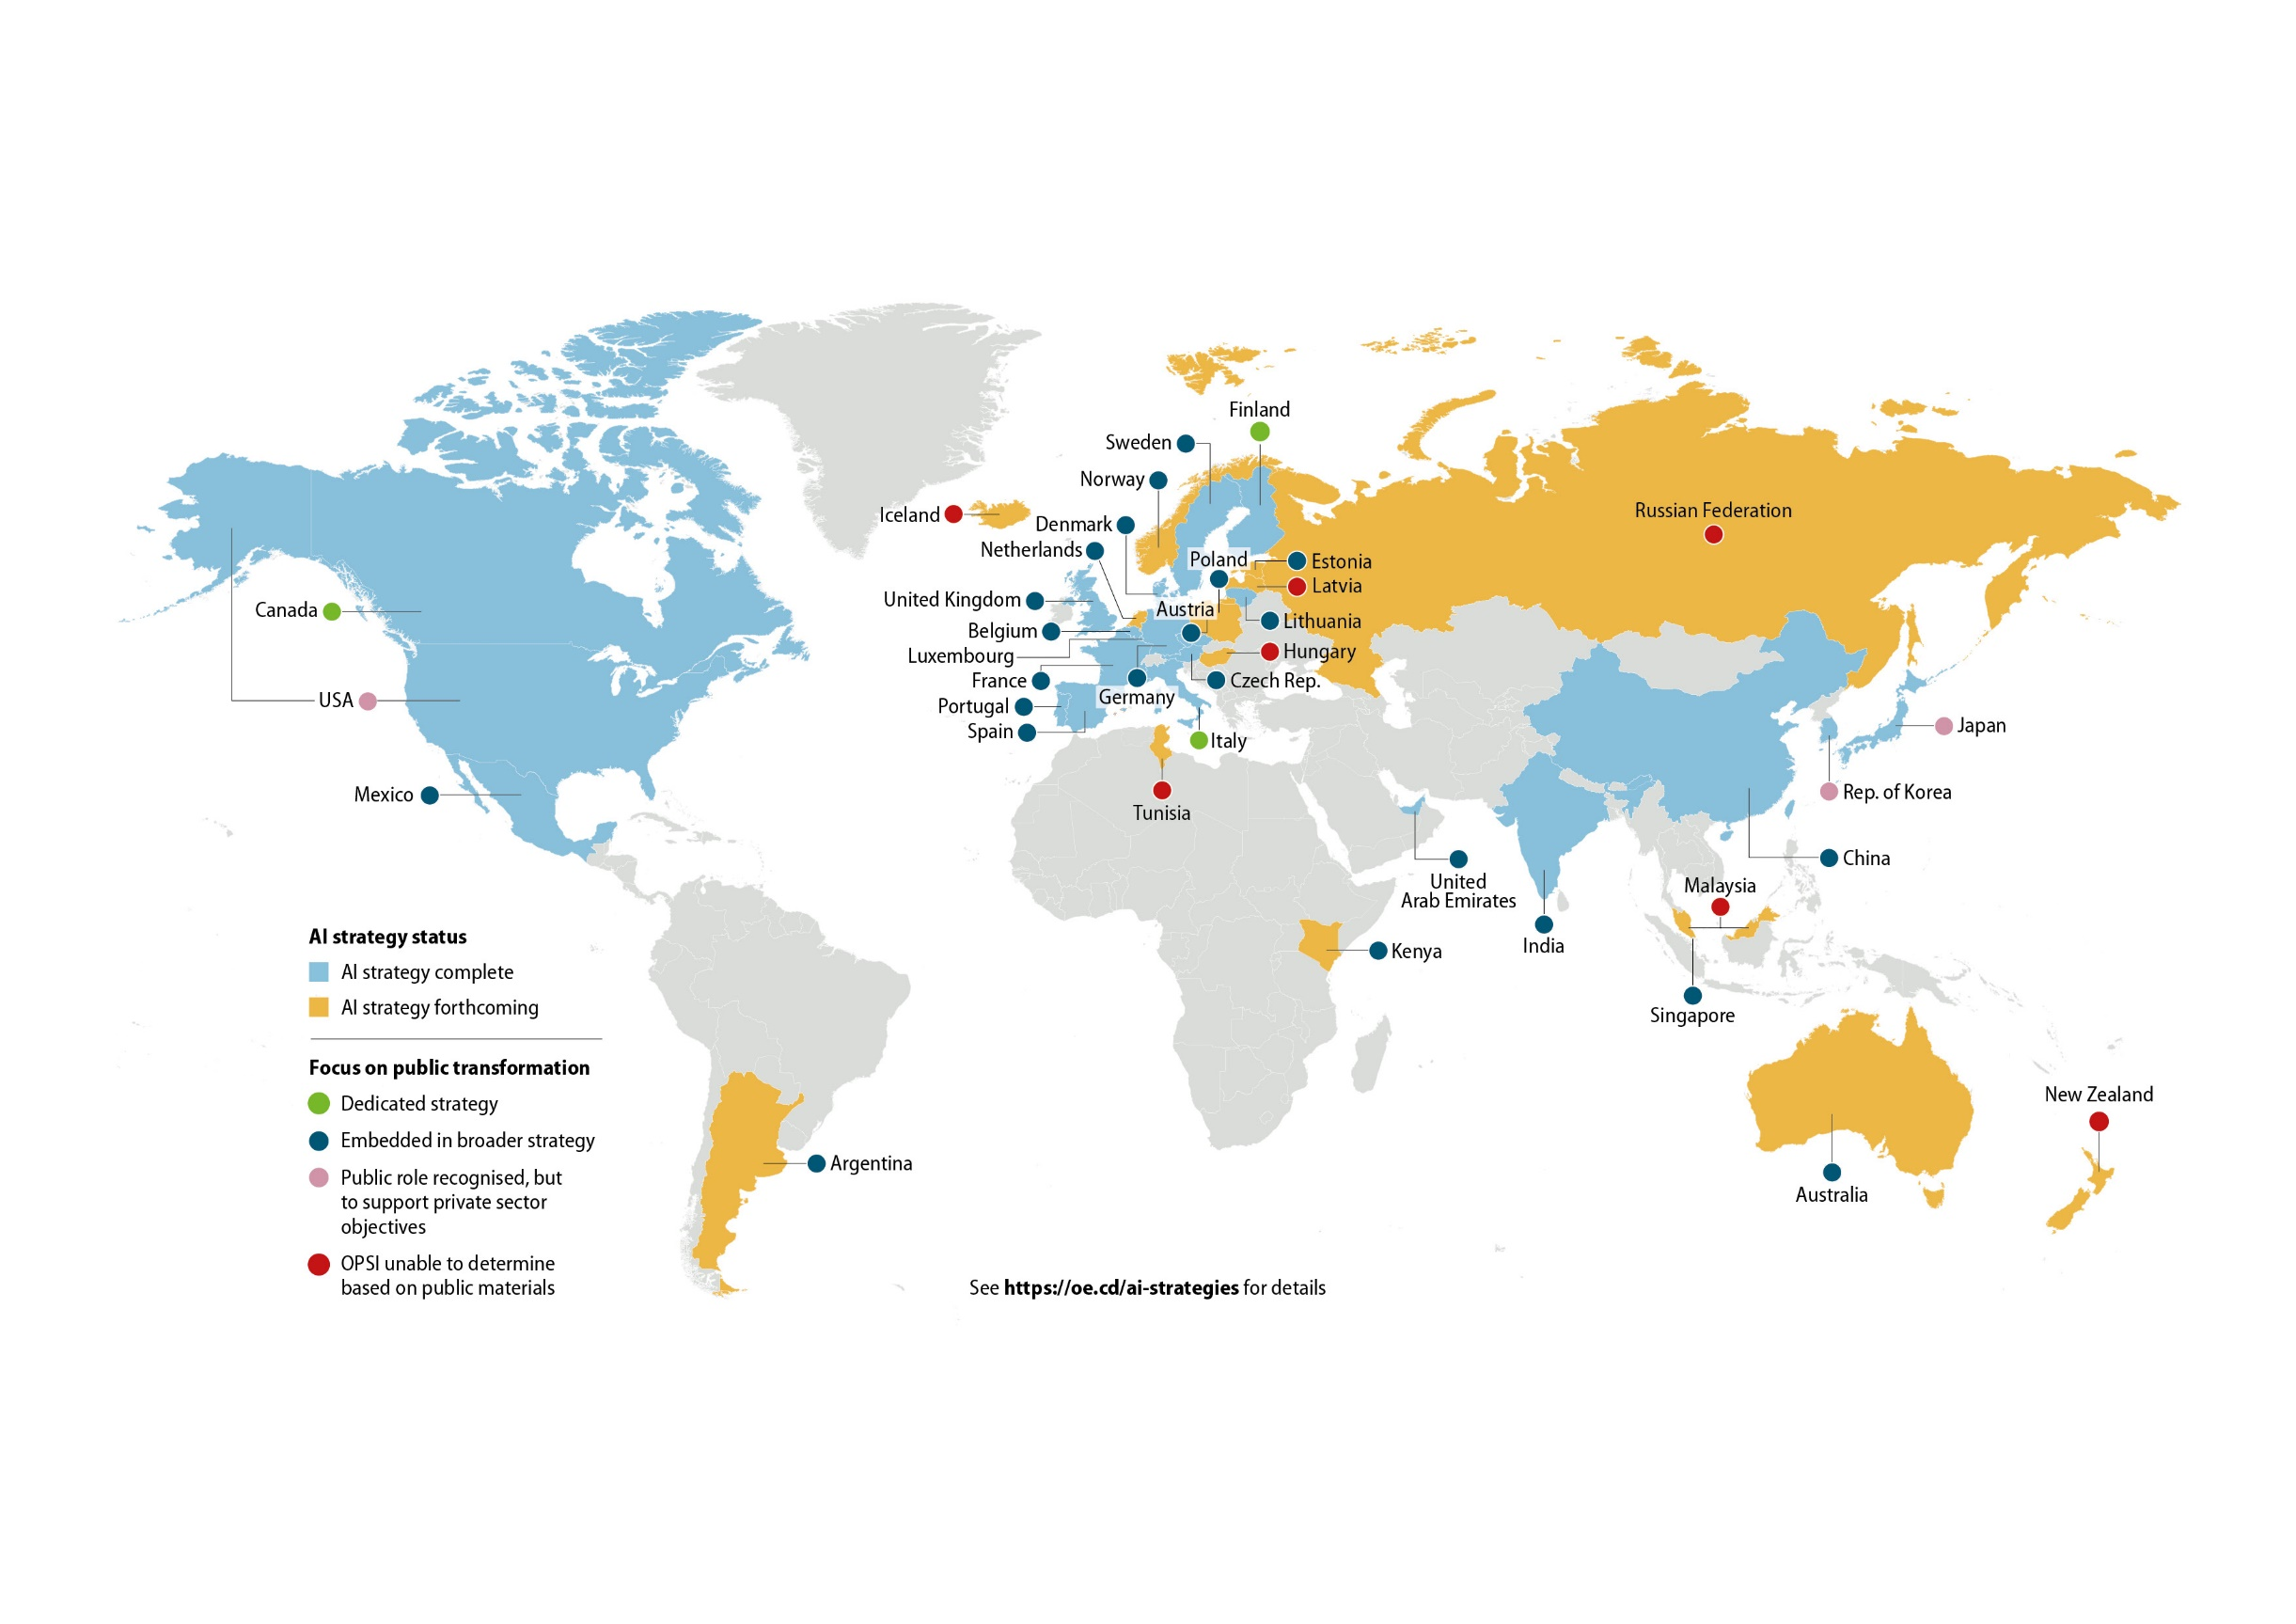 Finland
Sweden
Norway
Iceland
Denmark
Netherlands
Russian Federation
Poland
Estonia
Latvia
United Kingdom
Austria
Lithuania
Canada
Belgium
Luxembourg
Hungary
France
Czech Rep.
Germany
USA
Portugal
Spain
Italy
Japan
Mexico
Tunisia
Rep. of Korea
China
United
Arab Emirates
Malaysia
India
Kenya
Singapore
AI strategy status
AI strategy complete
AI strategy forthcoming
Focus on public transformation
Dedicated strategy
Embedded in broader strategy
Public role recognised, but
to support private sector
objectives
OPSI unable to determine
based on public materials
Argentina
New Zealand
Australia
See https://oe.cd/ai-strategies for details